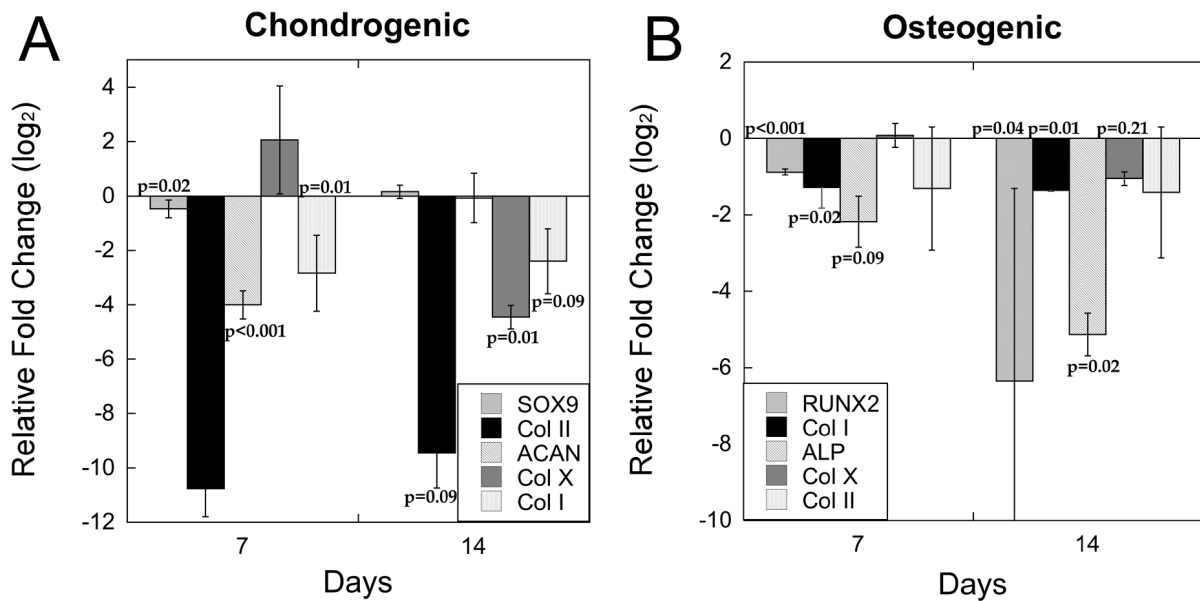 A
Chondrogenic
Relative Fold Change (log₂)
4
2
0
-2
-4
-6
-8
-10
-12
p=0.02
p<0.001
p=0.01
p=0.09
p=0.01
p=0.09
SOX9
Col II
ACAN
Col X
Col I
7
14
Days
B
Osteogenic
Relative Fold Change (log₂)
2
0
-2
-4
-6
-8
-10
p<0.001
p=0.02
p=0.09
p=0.04
p=0.01
p=0.21
p=0.02
RUNX2
Col I
ALP
Col X
Col II
7
14
Days